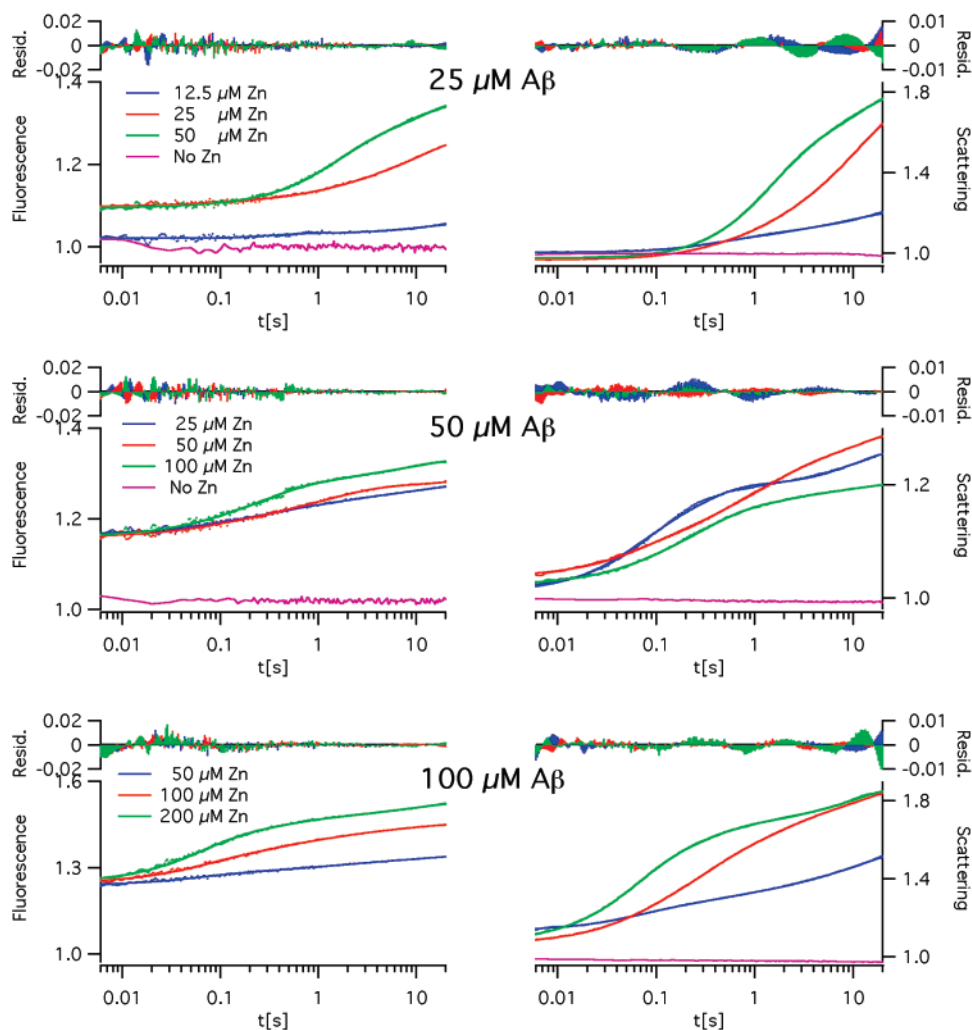 0.02
0
-0.02
Resid.
0.01
0
-0.01
Resid.
25 µM Aβ
1.4
1.2
1.0
Fluorescence
12.5 µM Zn
25 µM Zn
50 µM Zn
No Zn
1.8
1.4
1.0
Scattering
0.01 0.1 1 10
t[s]
0.01 0.1 1 10
t[s]
0.02
0
-0.02
Resid.
0.01
0
-0.01
Resid.
50 µM Aβ
1.4
1.2
1.0
Fluorescence
25 µM Zn
50 µM Zn
100 µM Zn
No Zn
1.2
1.0
Scattering
0.01 0.1 1 10
t[s]
0.01 0.1 1 10
t[s]
0.02
0
-0.02
Resid.
0.01
0
-0.01
Resid.
100 µM Aβ
1.6
1.3
1.0
Fluorescence
50 µM Zn
100 µM Zn
200 µM Zn
1.8
1.4
1.0
Scattering
0.01 0.1 1 10
t[s]
0.01 0.1 1 10
t[s]